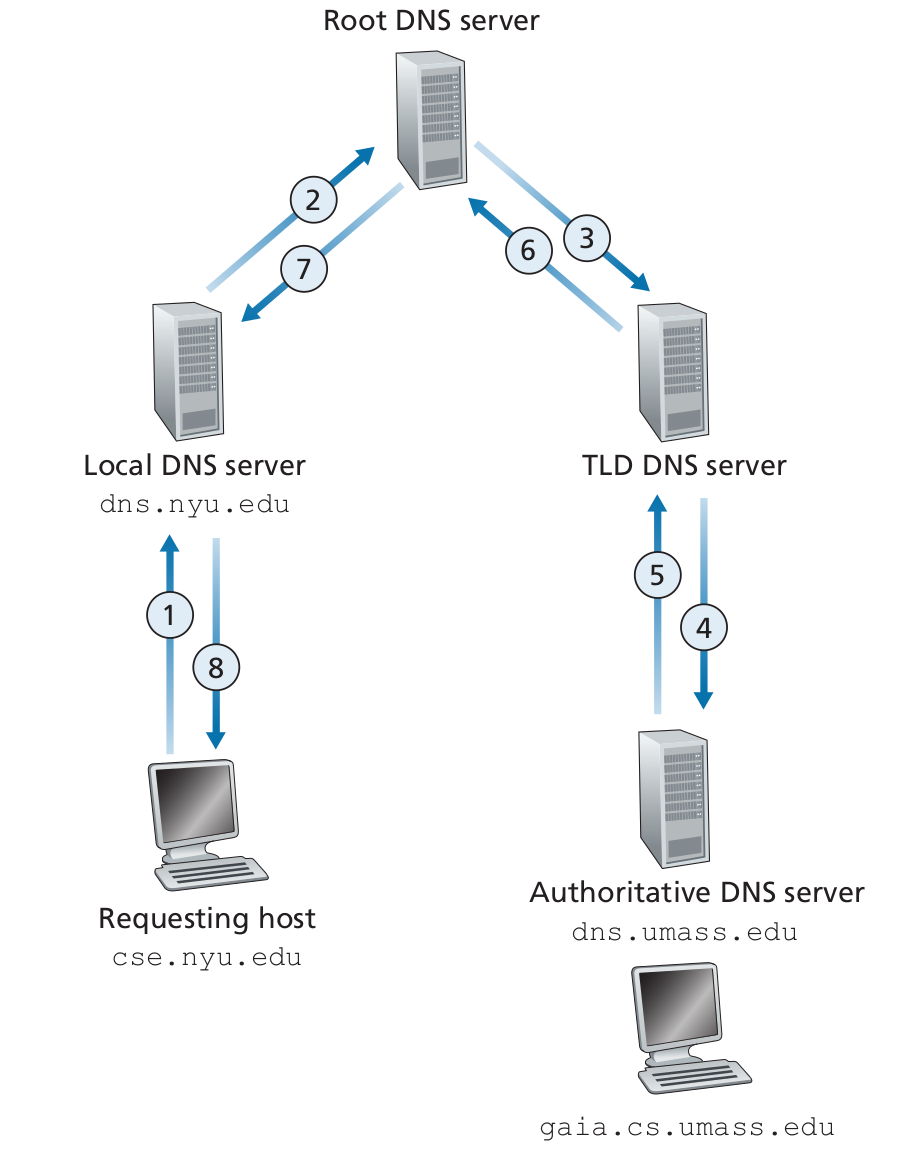 Root DNS server
2
3
6
7
Local DNS server
dns.nyu.edu
TLD DNS server
5
1
4
8
Authoritative DNS server
dns.umass.edu
Requesting host
cse.nyu.edu
gaia.cs.umass.edu